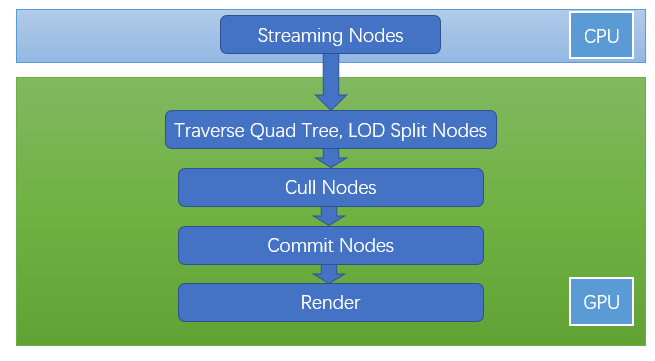 Streaming Nodes
CPU
Traverse Quad Tree, LOD Split Nodes
Cull Nodes
Commit Nodes
Render
GPU